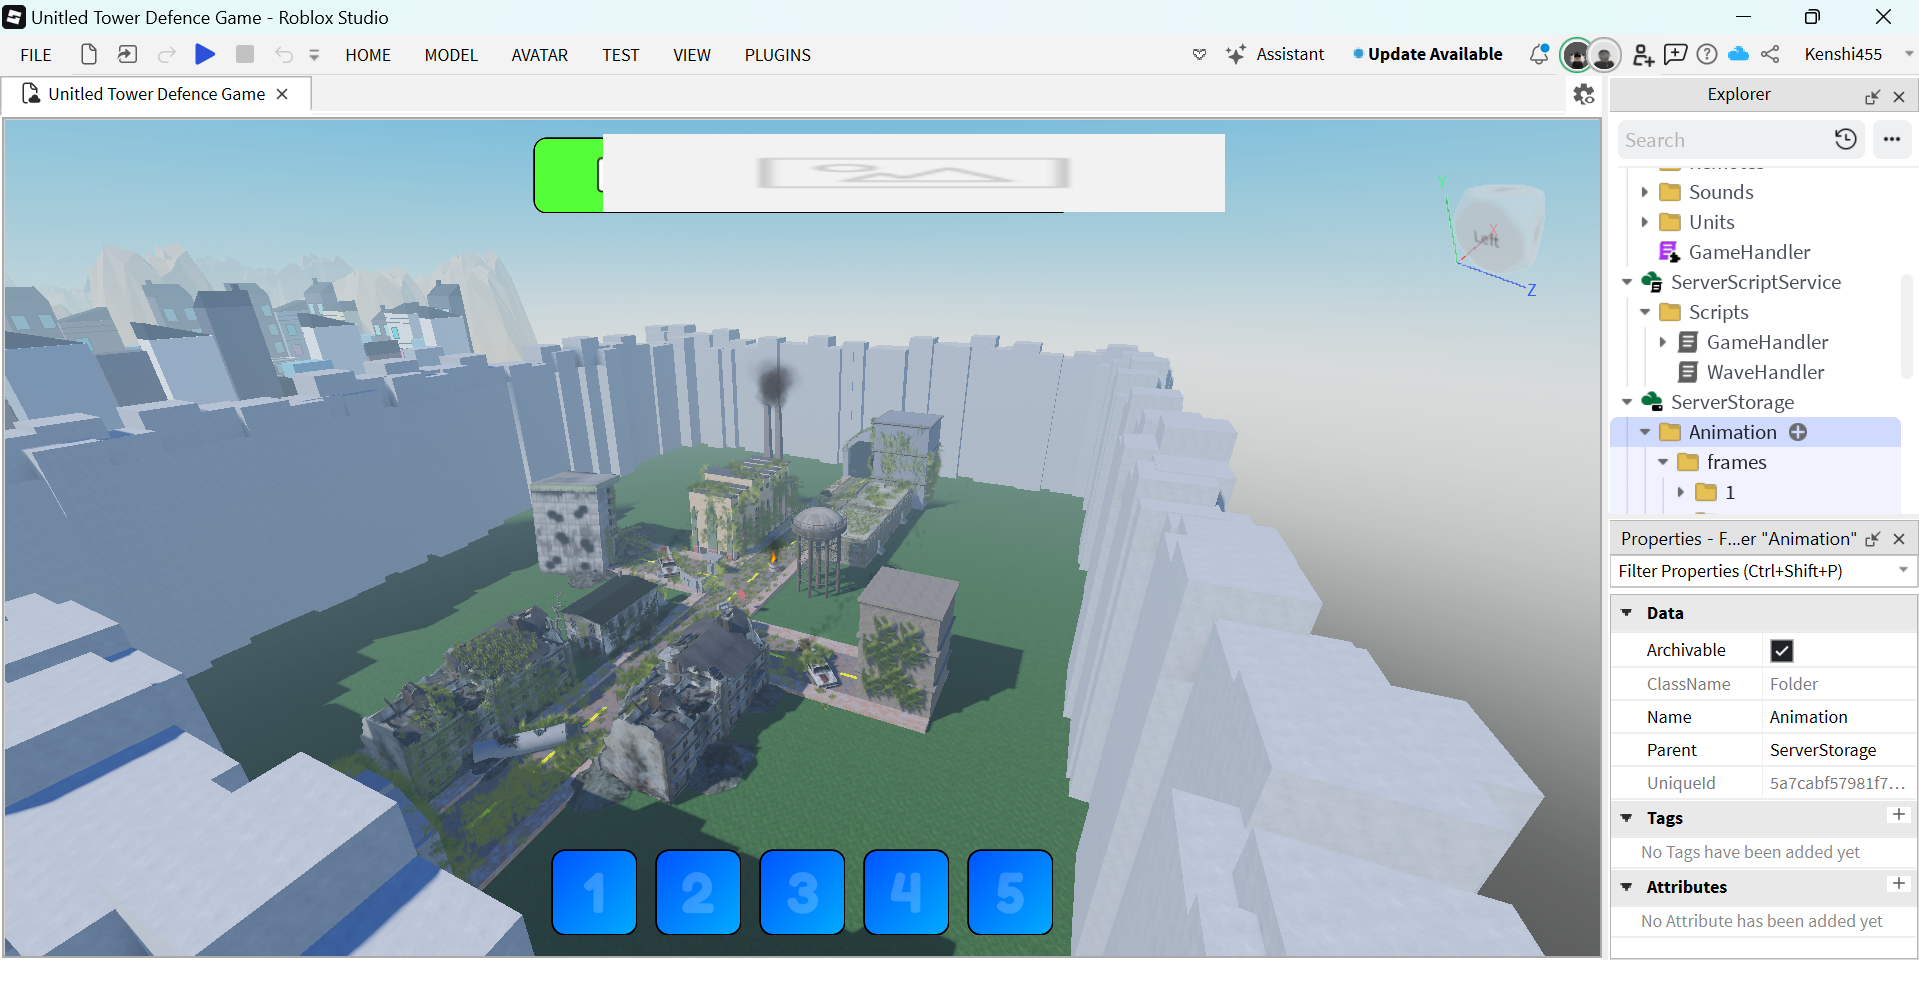 Unitled Tower Defence Game - Roblox Studio
FILE HOME MODEL AVATAR TEST VIEW PLUGINS Assistant Update Available Kenshi455
Unitled Tower Defence Game
Explorer
Search
Sounds
Units
GameHandler
ServerScriptService
Scripts
GameHandler
WaveHandler
ServerStorage
Animation
frames
1
Y
X
Left
Z
1 2 3 4 5
Properties - F...er "Animation"
Filter Properties (Ctrl+Shift+P)
Data
Archivable
ClassName Folder
Name Animation
Parent ServerStorage
UniqueId 5a7cabf57981f7...
Tags
No Tags have been added yet
Attributes
No Attribute has been added yet